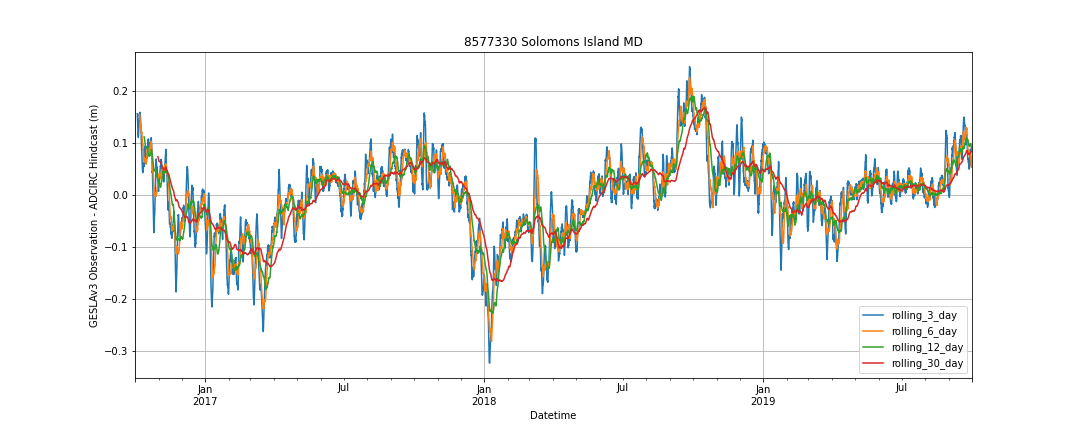 8577330 Solomons Island MD
GESLAv3 Observation - ADCIRC Hindcast (m)
0.2
0.1
0.0
−0.1
−0.2
−0.3
rolling_3_day
rolling_6_day
rolling_12_day
rolling_30_day
Jan
2017
Jul
Jan
2018
Jul
Jan
2019
Jul
Datetime